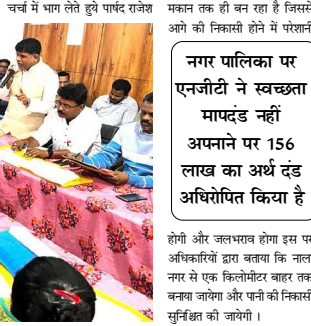 चर्चा में भाग लेते हुये पार्षद राजेश
मकान तक ही बन रहा है जिससे
आगे की निकासी होने में परेशानी
नगर पालिका पर
एनजीटी ने स्वच्छता
मापदंड नहीं
अपनाने पर 156
लाख का अर्थ दंड
अधिरोपित किया है
होगी और जलभराव होगा इस पर
अधिकारियों द्वारा बताया कि नाला
नगर से एक किलोमीटर बाहर तक
बनाया जायेगा और पानी की निकासी
सुनिश्चित की जायेगी ।